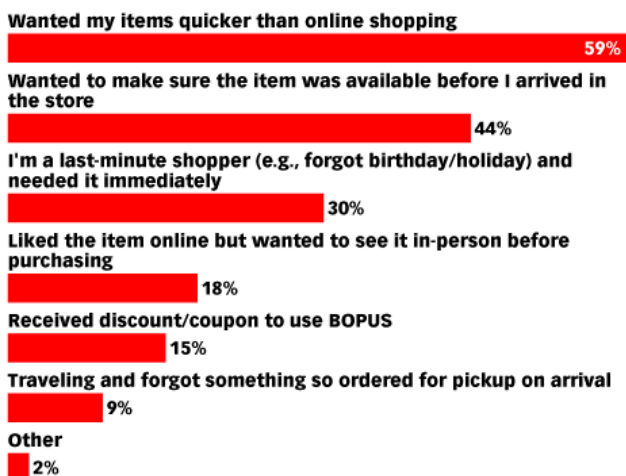 Wanted my items quicker than online shopping
59%
Wanted to make sure the item was available before I arrived in
the store
44%
I'm a last-minute shopper (e.g., forgot birthday/holiday) and
needed it immediately
30%
Liked the item online but wanted to see it in-person before
purchasing
18%
Received discount/coupon to use BOPUS
15%
Traveling and forgot something so ordered for pickup on arrival
9%
Other
2%